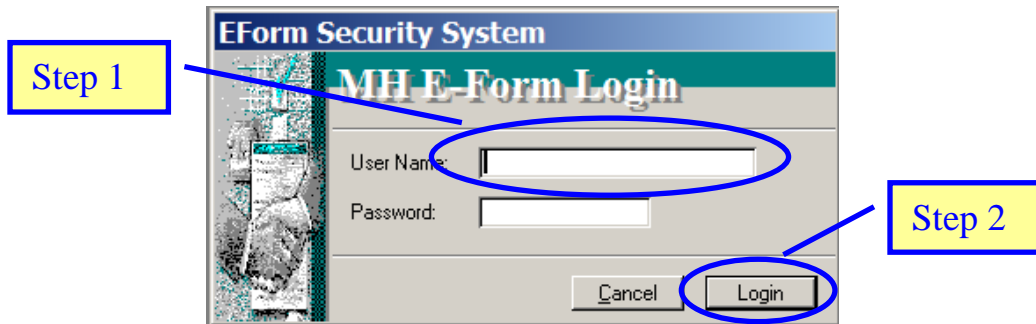 EForm Security System
Step 1
MH E-Form Login
User Name:
Password:
Step 2
Cancel
Login